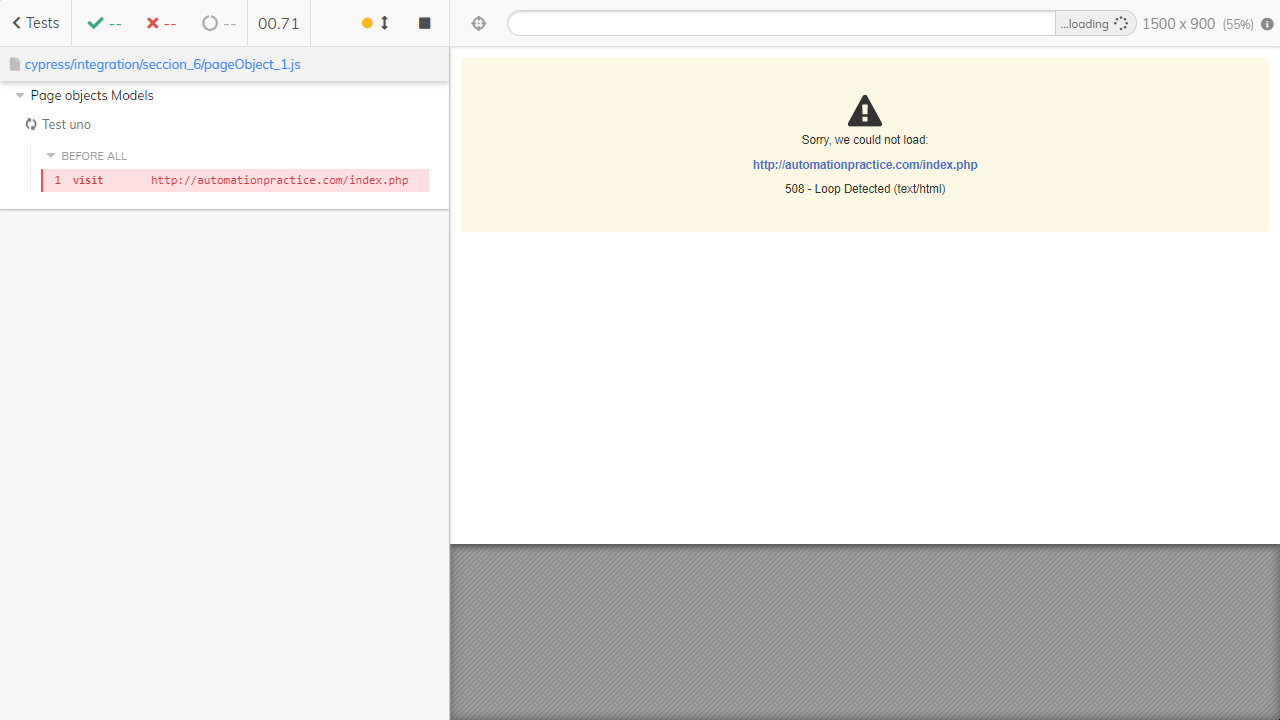 Tests -- -- -- 00.71
...loading 1500 x 900 (55%)
cypress/integration/seccion_6/pageObject_1.js
Page objects Models
Test uno
BEFORE ALL
1 visit http://automationpractice.com/index.php
Sorry, we could not load:
http://automationpractice.com/index.php
508 - Loop Detected (text/html)